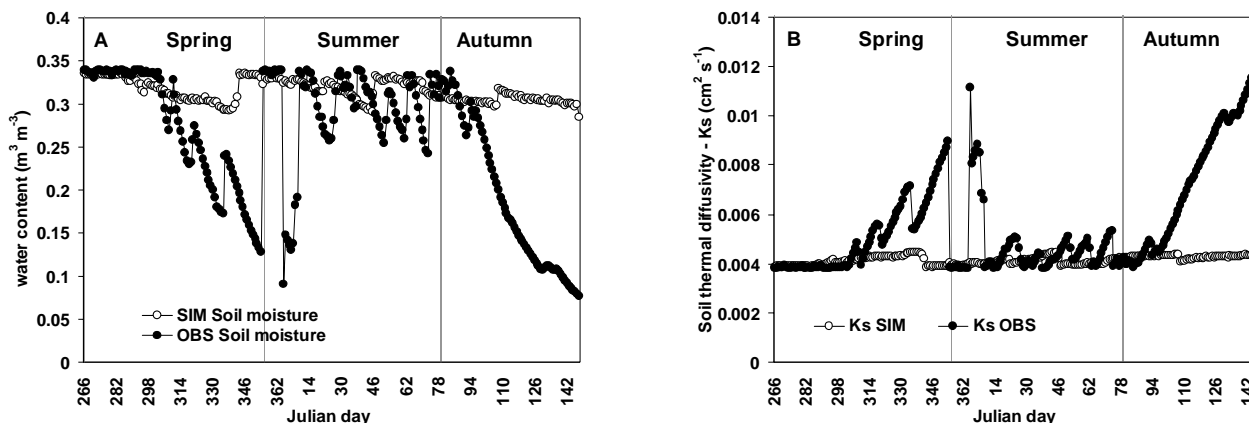 A Spring Summer Autumn
water content (m³ m⁻³)
0.4
0.35
0.3
0.25
0.2
0.15
0.1
0.05
0
SIM Soil moisture
OBS Soil moisture
266 282 298 314 330 346 362 14 30 46 62 78 94 110 126 142
Julian day
B Spring Summer Autumn
Soil thermal diffusivity - Ks (cm² s⁻¹)
0.014
0.012
0.010
0.008
0.006
0.004
0.002
0.000
Ks SIM Ks OBS
266 282 298 314 330 346 362 14 30 46 62 78 94 110 126 142
Julian day